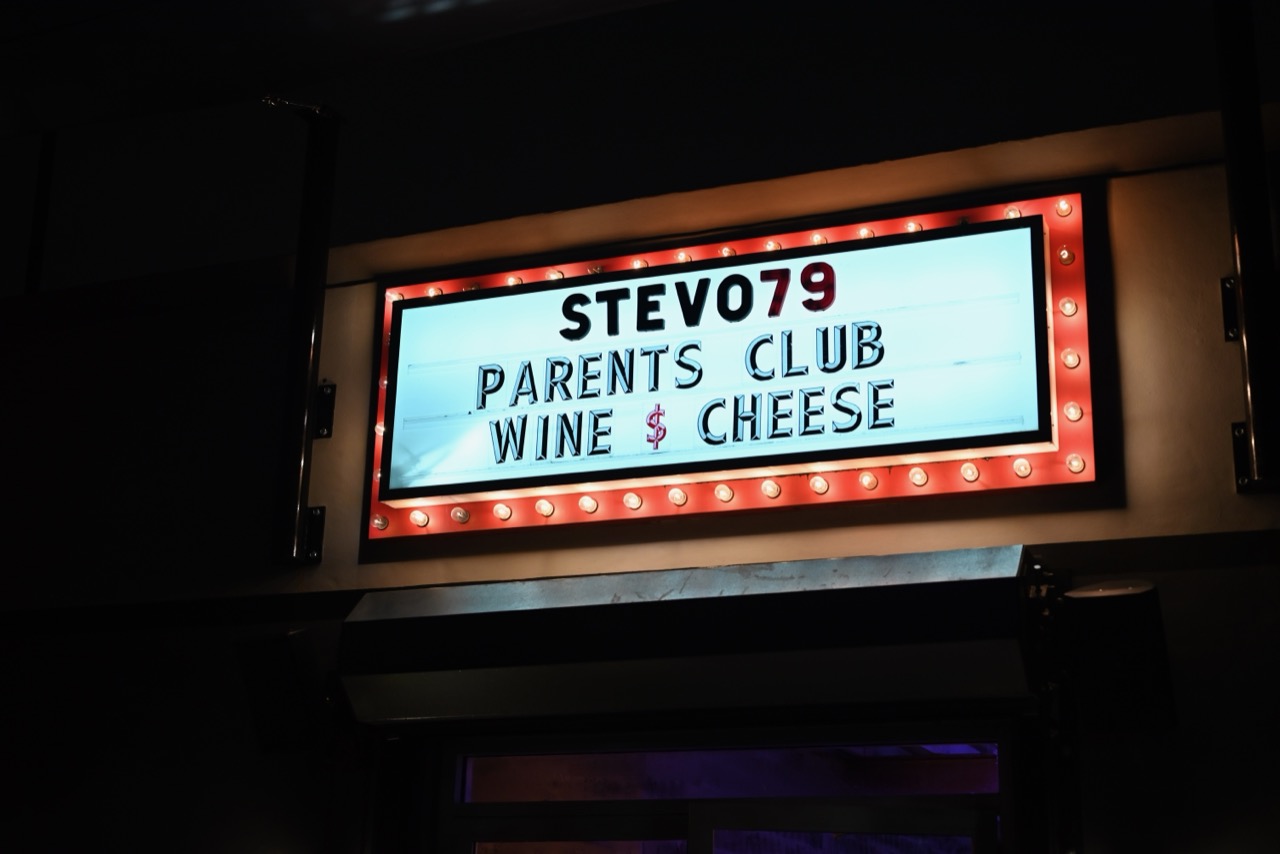 STEVO79
PARENTS CLUB
WINE $ CHEESE